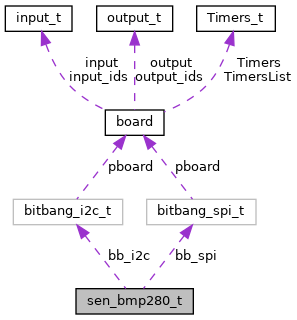 input_t output_t Timers_t
input output Timers
input_ids output_ids TimersList
board
pboard pboard
bitbang_i2c_t bitbang_spi_t
bb_i2c bb_spi
sen_bmp280_t